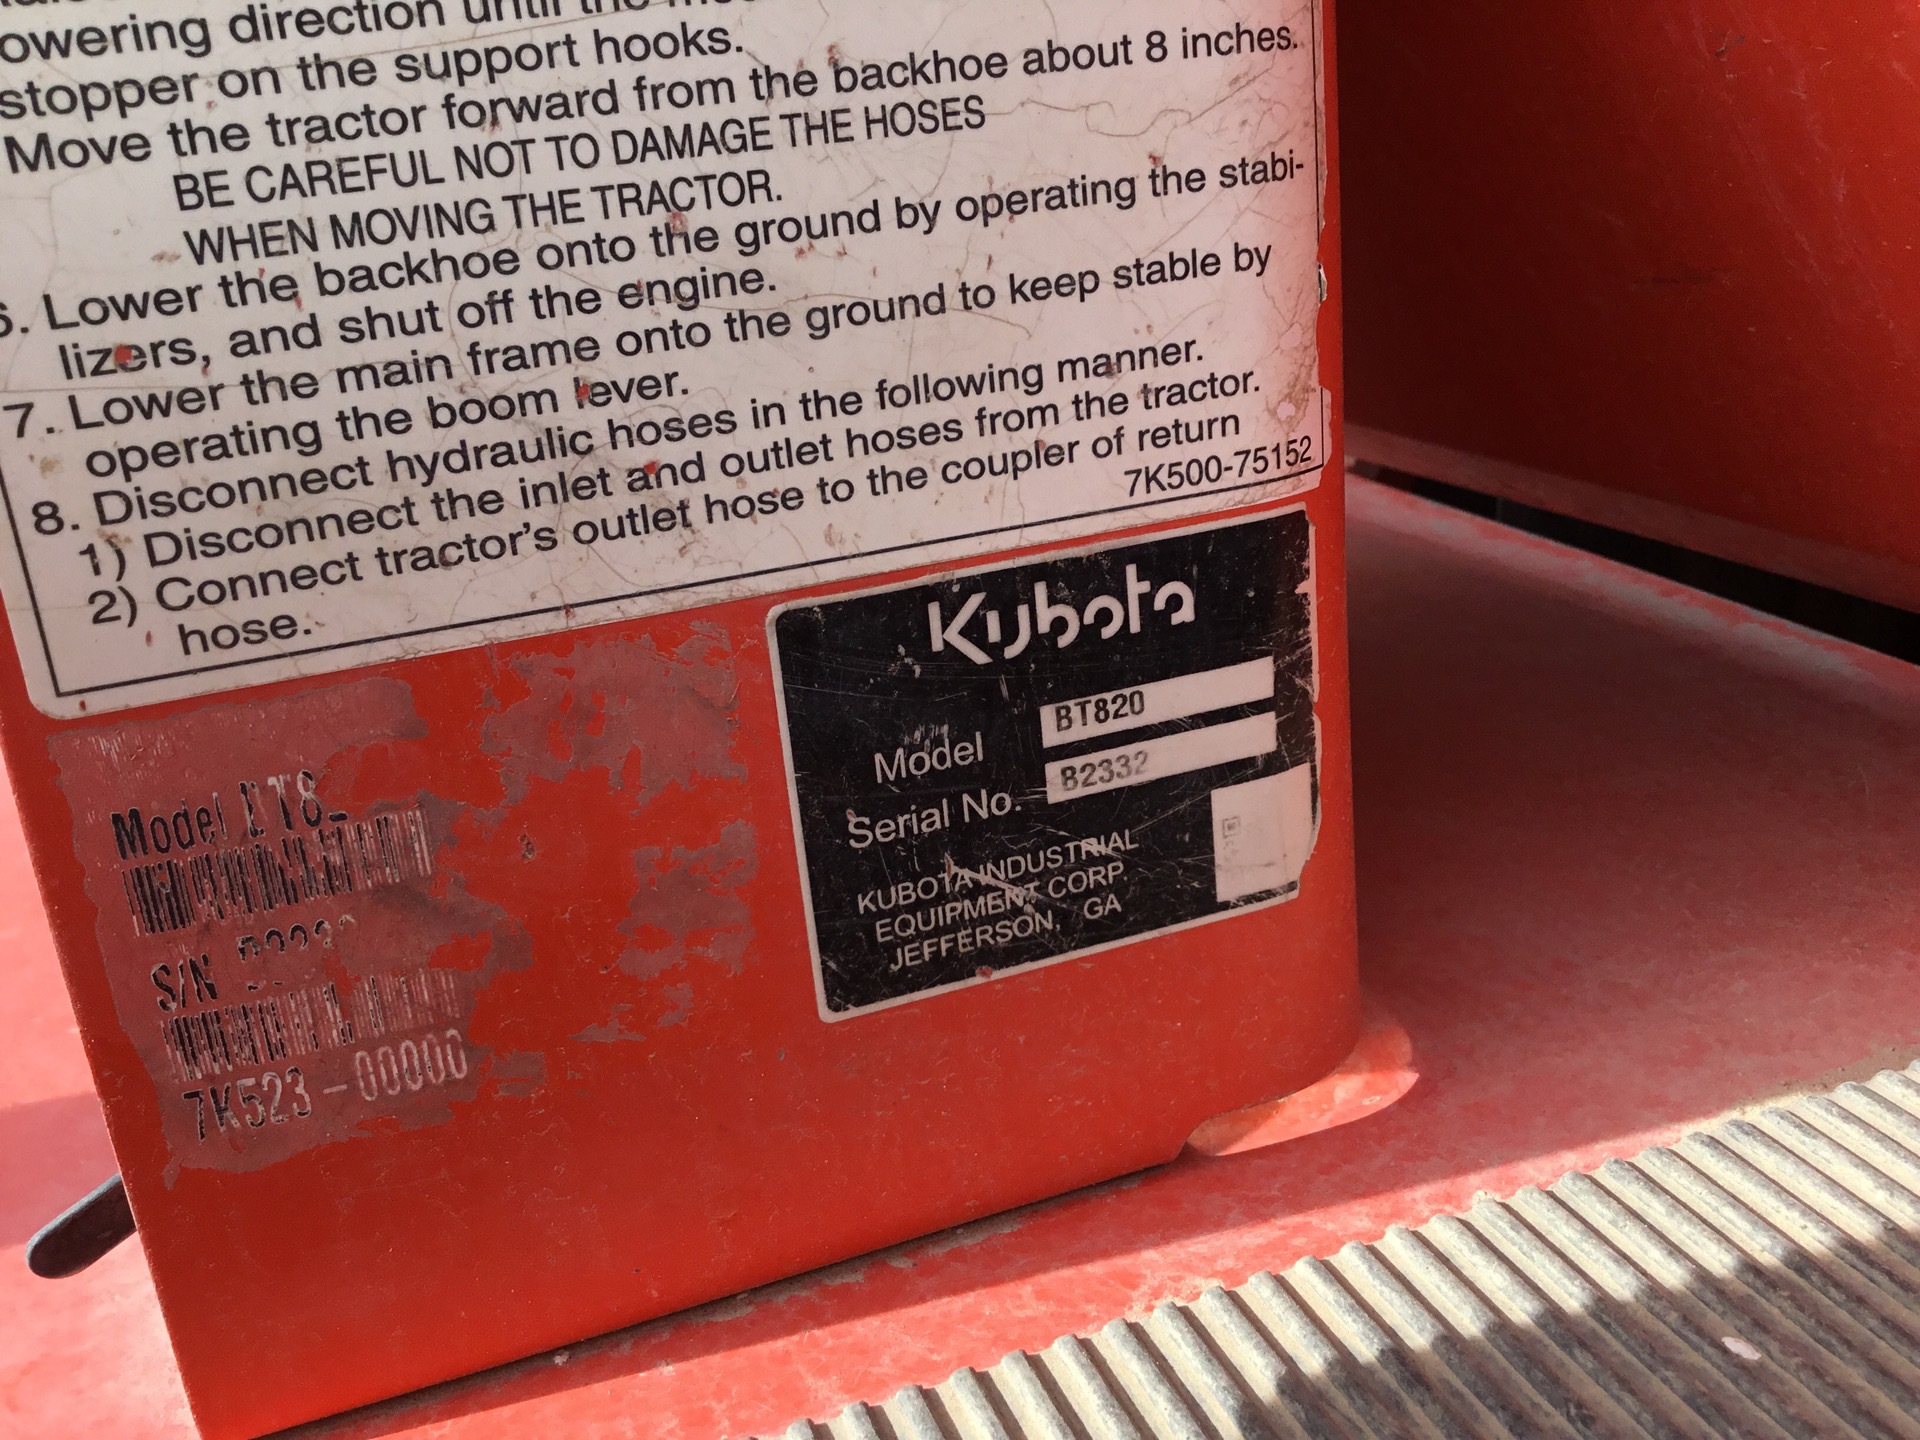 owering direction until the
stopper on the support hooks.
Move the tractor forward from the backhoe about 8 inches.
BE CAREFUL NOT TO DAMAGE THE HOSES
WHEN MOVING THE TRACTOR.
6. Lower the backhoe onto the ground by operating the stabi-
lizers, and shut off the engine.
7. Lower the main frame onto the ground to keep stable by
operating the boom lever.
8. Disconnect hydraulic hoses in the following manner.
1) Disconnect the inlet and outlet hoses from the tractor.
2) Connect tractor's outlet hose to the coupler of return
hose.
7K500-75152
Kubota
Model BT820
Serial No. B2332
KUBOTA INDUSTRIAL
EQUIPMENT CORP.
JEFFERSON, GA
Model
S/N
7K523-00000